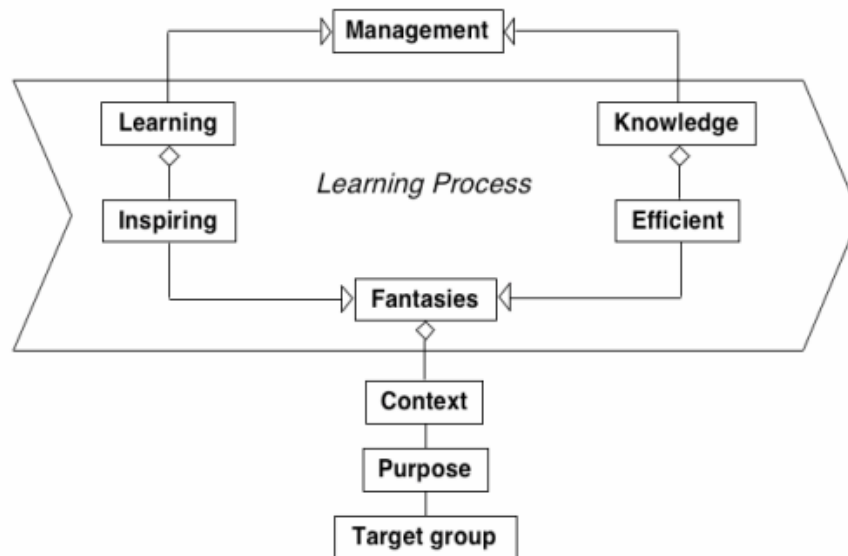 Management
Learning
Knowledge
Learning Process
Inspiring
Efficient
Fantasies
Context
Purpose
Target group